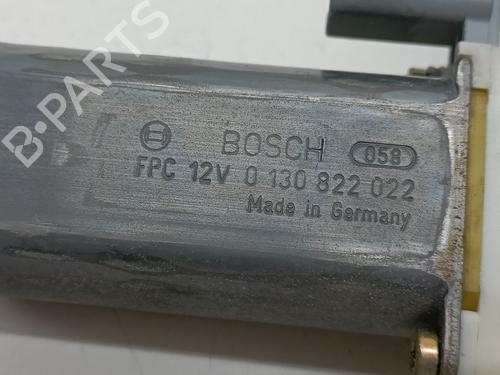 B-PARTS
BOSCH 058
FPC 12V 0 130 822 022
Made in Germany